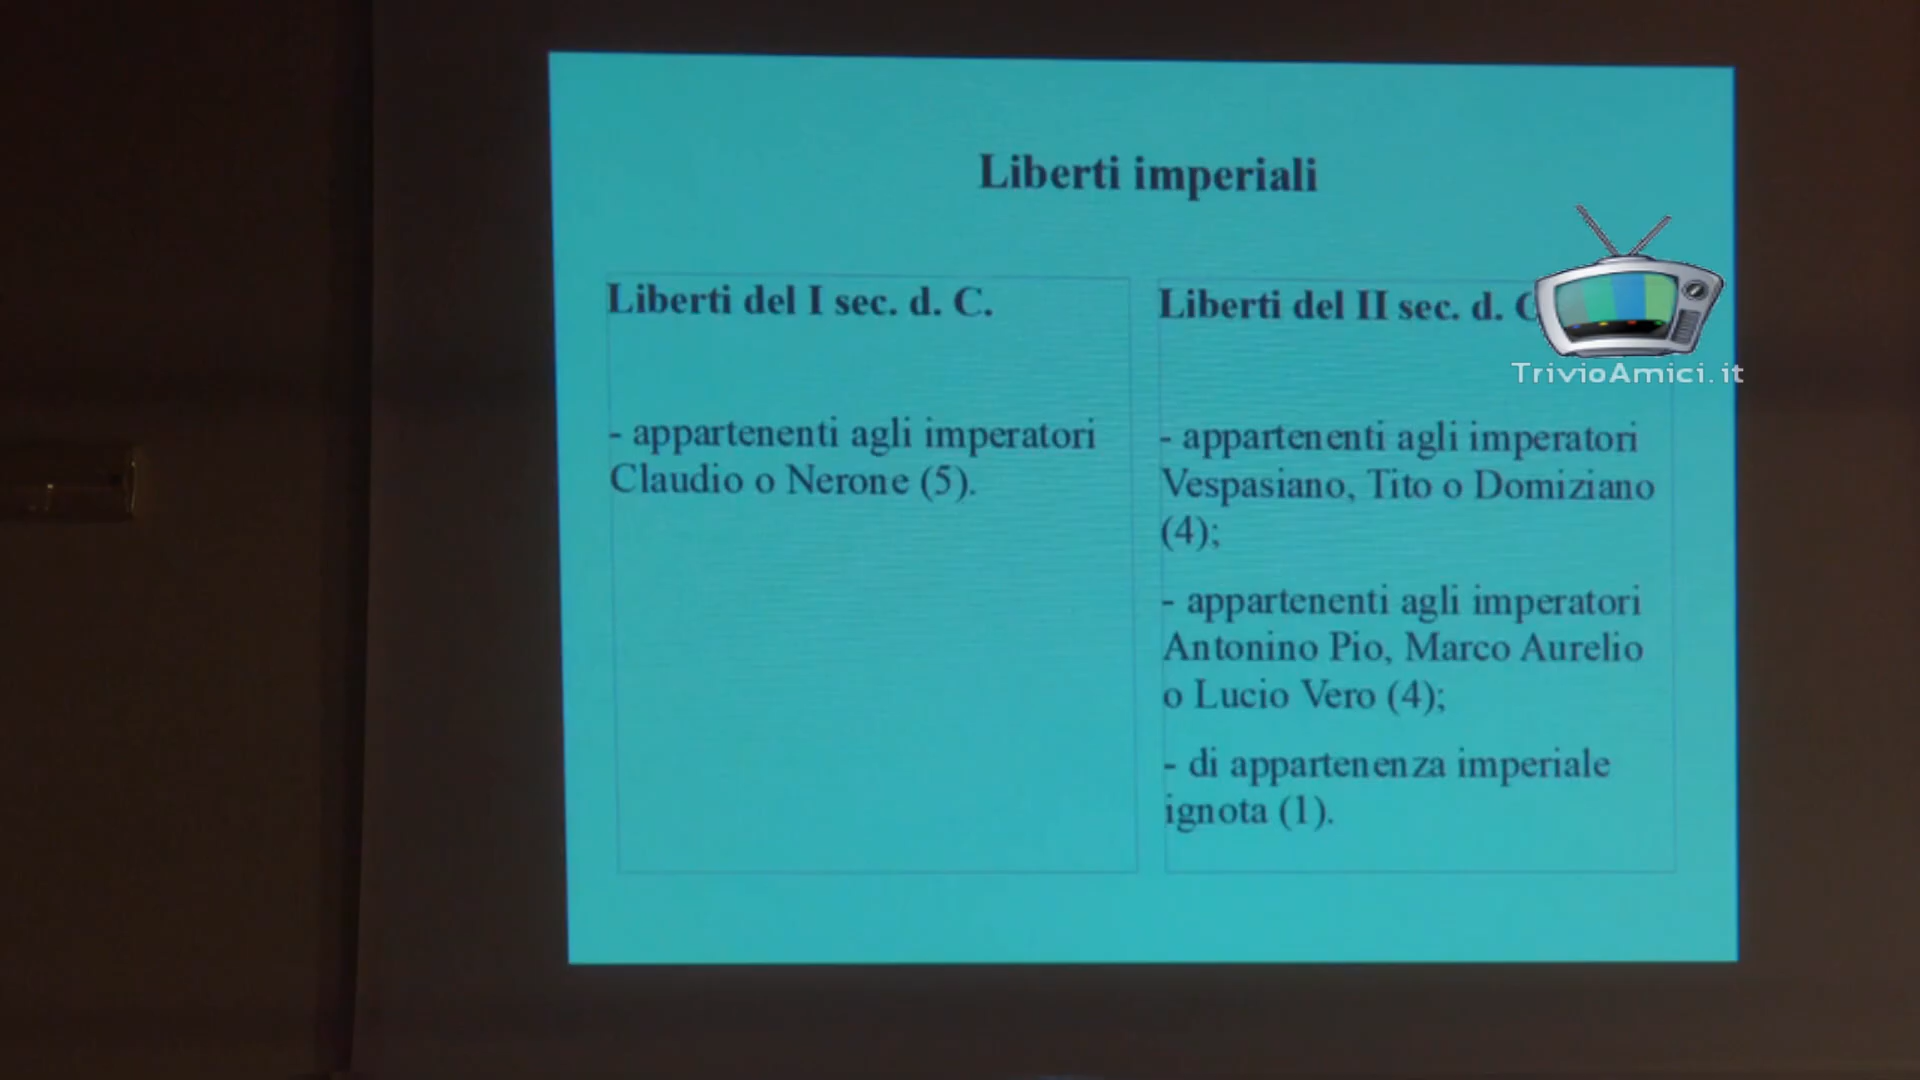 Liberti imperiali
Liberti del I sec. d. C.
- appartenenti agli imperatori
Claudio o Nerone (5).
Liberti del II sec. d. C
- appartenenti agli imperatori
Vespasiano, Tito o Domiziano
(4);
- appartenenti agli imperatori
Antonino Pio, Marco Aurelio
o Lucio Vero (4);
- di appartenenza imperiale
ignota (1).
TrivioAmici.it